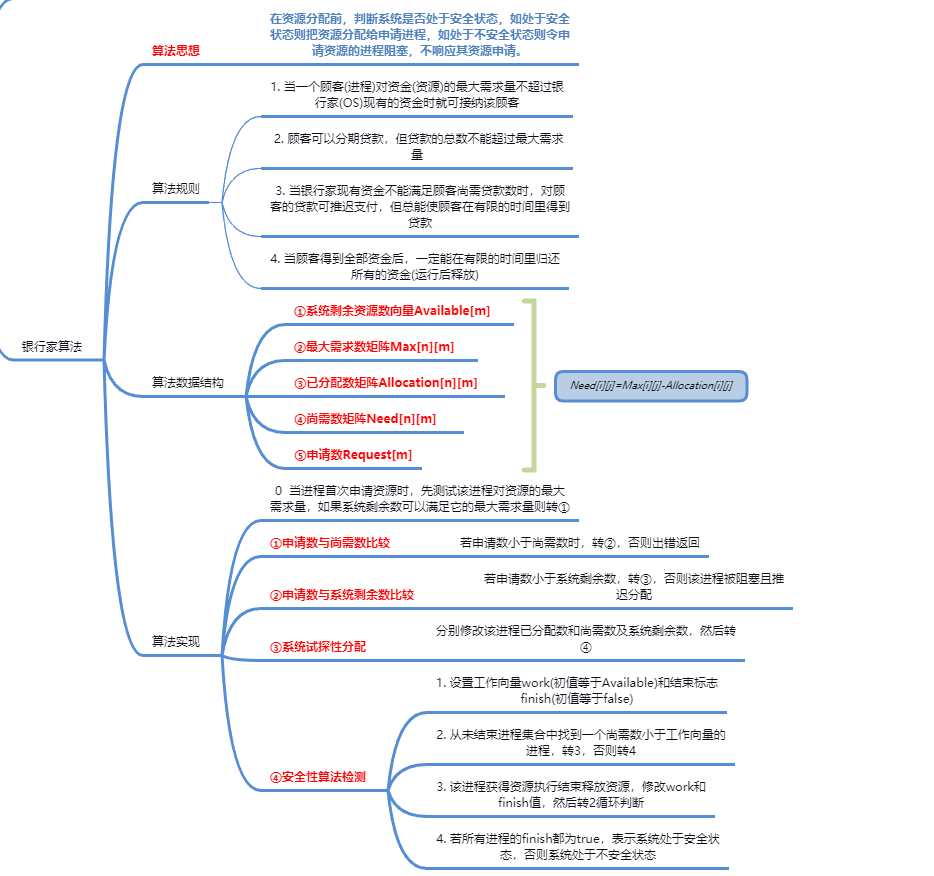 银行家算法
算法思想
在资源分配前，判断系统是否处于安全状态，如处于安全
状态则把资源分配给申请进程，如处于不安全状态则令申
请资源的进程阻塞，不响应其资源申请。
算法规则
1. 当一个顾客(进程)对资金(资源)的最大需求量不超过银
行家(OS)现有的资金时就可接纳该顾客
2. 顾客可以分期贷款，但贷款的总数不能超过最大需求
量
3. 当银行家现有资金不能满足顾客尚需贷款数时，对顾
客的贷款可推迟支付，但总能使顾客在有限的时间里得到
贷款
4. 当顾客得到全部资金后，一定能在有限的时间里归还
所有的资金(运行后释放)
算法数据结构
①系统剩余资源数向量Available[m]
②最大需求数矩阵Max[n][m]
③已分配数矩阵Allocation[n][m]
④尚需数矩阵Need[n][m]
⑤申请数Request[m]
Need[i][j]=Max[i][j]-Allocation[i][j]
算法实现
0 当进程首次申请资源时，先测试该进程对资源的最大
需求量，如果系统剩余数可以满足它的最大需求量则转①
①申请数与尚需数比较
若申请数小于尚需数时，转②，否则出错返回
②申请数与系统剩余数比较
若申请数小于系统剩余数，转③，否则该进程被阻塞且推
迟分配
③系统试探性分配
分别修改该进程已分配数和尚需数及系统剩余数，然后转
④
④安全性算法检测
1. 设置工作向量work(初值等于Available)和结束标志
finish(初值等于false)
2. 从未结束进程集合中找到一个尚需数小于工作向量的
进程，转3，否则转4
3. 该进程获得资源执行结束释放资源，修改work和
finish值，然后转2循环判断
4. 若所有进程的finish都为true，表示系统处于安全状
态，否则系统处于不安全状态